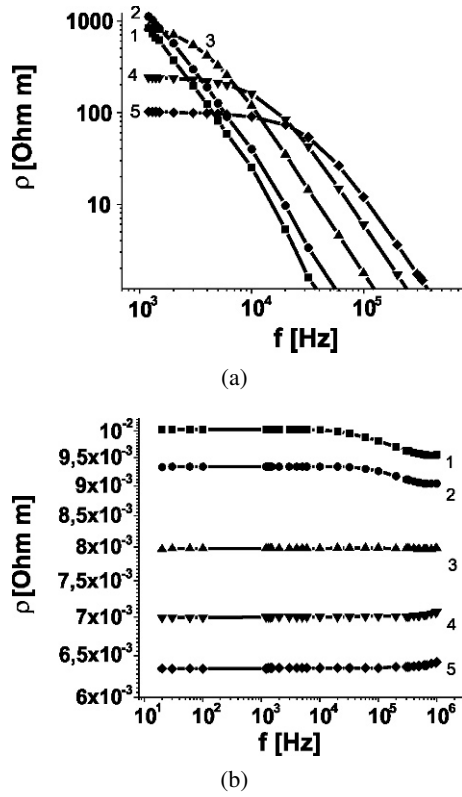 1000
100
10
ρ [Ohm m]
2
1
3
4
5
10³
10⁴
10⁵
f [Hz]
(a)
10⁻²
9,5x10⁻³
9x10⁻³
8,5x10⁻³
8x10⁻³
7,5x10⁻³
7x10⁻³
6,5x10⁻³
6x10⁻³
ρ [Ohm m]
1
2
3
4
5
10¹
10²
10³
10⁴
10⁵
10⁶
f [Hz]
(b)